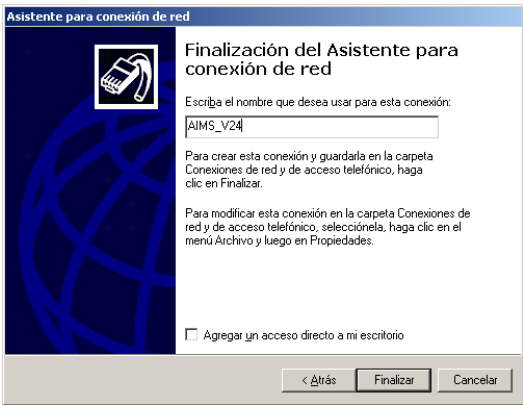 Asistente para conexión de red
Finalización del Asistente para
conexión de red
Escriba el nombre que desea usar para esta conexión:
AIMS_V24
Para crear esta conexión y guardarla en la carpeta
Conexiones de red y de acceso telefónico, haga
clic en Finalizar.
Para modificar esta conexión en la carpeta Conexiones de
red y de acceso telefónico, selecciónela, haga clic en el
menú Archivo y luego en Propiedades.
Agregar un acceso directo a mi escritorio
< Atrás
Finalizar
Cancelar